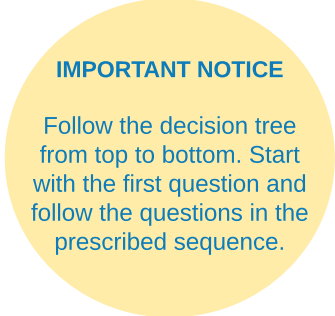 IMPORTANT NOTICE
Follow the decision tree
from top to bottom. Start
with the first question and
follow the questions in the
prescribed sequence.